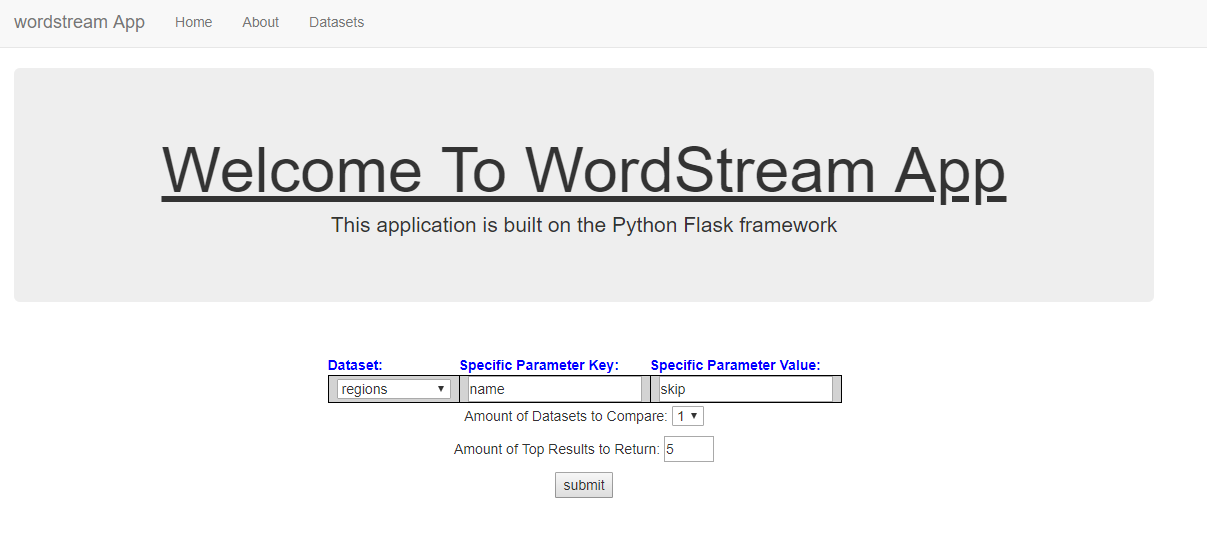 wordstream App Home About Datasets
Welcome To WordStream App
This application is built on the Python Flask framework
Dataset: Specific Parameter Key: Specific Parameter Value:
regions name skip
Amount of Datasets to Compare: 1
Amount of Top Results to Return: 5
submit